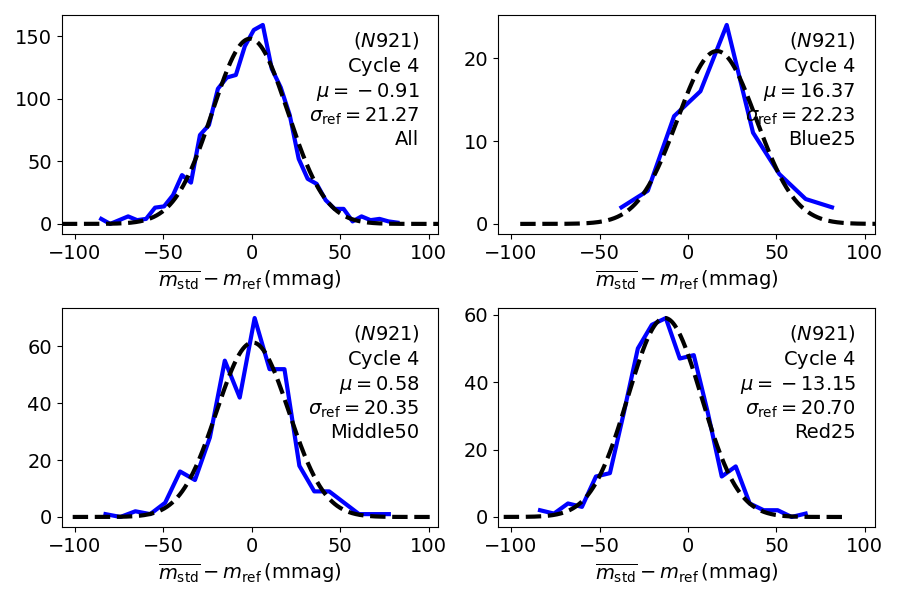 150
100
50
0
(N921)
Cycle 4
μ = −0.91
σref = 21.27
All
−100 −50 0 50 100
m̅std − mref (mmag)
20
10
0
(N921)
Cycle 4
μ = 16.37
σref = 22.23
Blue25
−100 −50 0 50 100
m̅std − mref (mmag)
60
40
20
0
(N921)
Cycle 4
μ = 0.58
σref = 20.35
Middle50
−100 −50 0 50 100
m̅std − mref (mmag)
60
40
20
0
(N921)
Cycle 4
μ = −13.15
σref = 20.70
Red25
−100 −50 0 50 100
m̅std − mref (mmag)